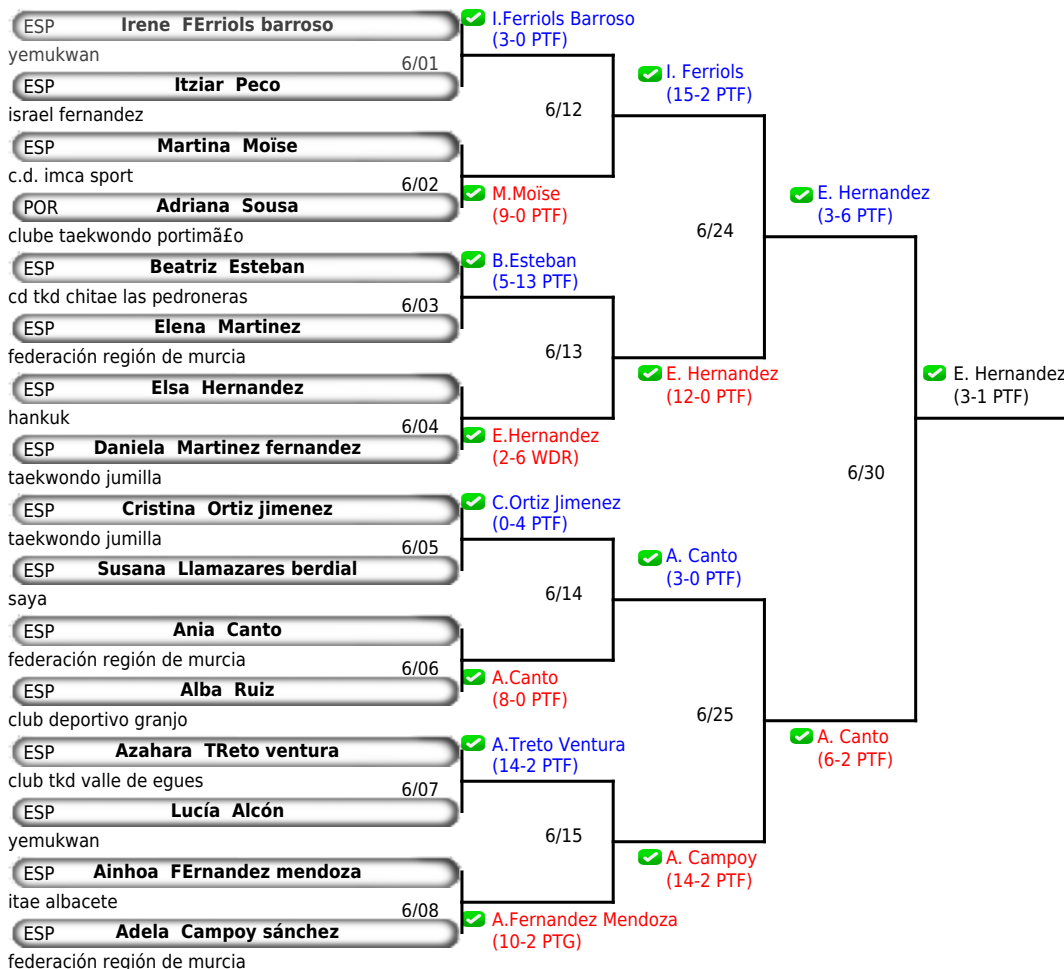 ESP Irene FErriols barroso
yemukwan
6/01
ESP Itziar Peco
israel fernandez
ESP Martina Moïse
c.d. imca sport
6/02
POR Adriana Sousa
clube taekwondo portimã£o
ESP Beatriz Esteban
cd tkd chitae las pedroneras
6/03
ESP Elena Martinez
federación región de murcia
ESP Elsa Hernandez
hankuk
6/04
ESP Daniela Martinez fernandez
taekwondo jumilla
ESP Cristina Ortiz jimenez
taekwondo jumilla
6/05
ESP Susana Llamazares berdial
saya
ESP Ania Canto
federación región de murcia
6/06
ESP Alba Ruiz
club deportivo granjo
ESP Azahara TReto ventura
club tkd valle de egues
6/07
ESP Lucía Alcón
yemukwan
ESP Ainhoa FErnandez mendoza
itae albacete
6/08
ESP Adela Campoy sánchez
federación región de murcia
I.Ferriols Barroso
(3-0 PTF)
6/12
M.Moïse
(9-0 PTF)
B.Esteban
(5-13 PTF)
6/13
E.Hernandez
(2-6 WDR)
C.Ortiz Jimenez
(0-4 PTF)
6/14
A.Canto
(8-0 PTF)
A.Treto Ventura
(14-2 PTF)
6/15
A.Fernandez Mendoza
(10-2 PTG)
I. Ferriols
(15-2 PTF)
6/24
E. Hernandez
(12-0 PTF)
A. Canto
(3-0 PTF)
6/25
A. Campoy
(14-2 PTF)
E. Hernandez
(3-6 PTF)
6/30
A. Canto
(6-2 PTF)
E. Hernandez
(3-1 PTF)